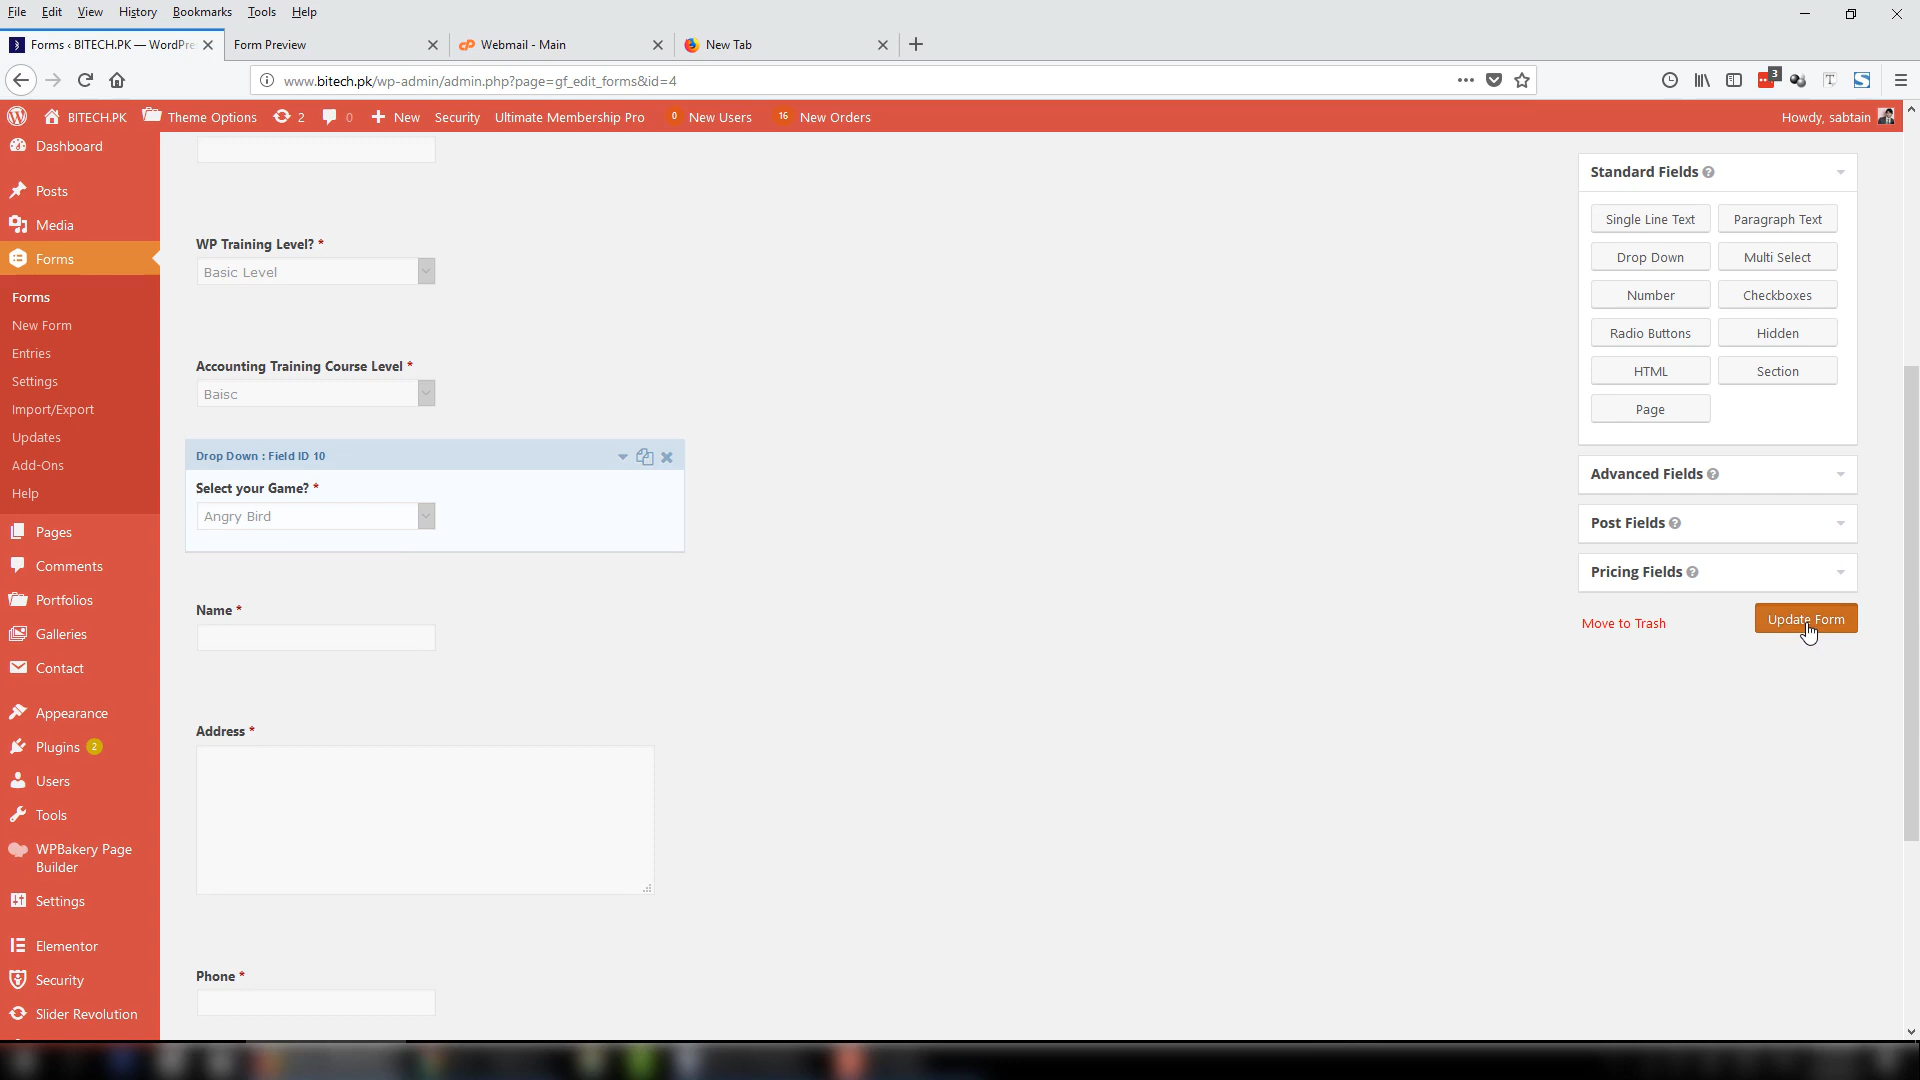 File Edit View History Bookmarks Tools Help
Forms ‹ BITECH.PK — WordPre
Form Preview
Webmail - Main
New Tab
www.bitech.pk/wp-admin/admin.php?page=gf_edit_forms&id=4
3
BITECH.PK Theme Options 2 0 New Security Ultimate Membership Pro 0 New Users 16 New Orders Howdy, sabtain
Dashboard
Posts
Media
Forms
Forms
New Form
Entries
Settings
Import/Export
Updates
Add-Ons
Help
Pages
Comments
Portfolios
Galleries
Contact
Appearance
Plugins 2
Users
Tools
WPBakery Page
Builder
Settings
Elementor
Security
Slider Revolution
WP Training Level? *
Basic Level
Accounting Training Course Level *
Baisc
Drop Down : Field ID 10
Select your Game? *
Angry Bird
Name *
Address *
Phone *
Standard Fields
Single Line Text Paragraph Text
Drop Down Multi Select
Number Checkboxes
Radio Buttons Hidden
HTML Section
Page
Advanced Fields
Post Fields
Pricing Fields
Move to Trash Update Form